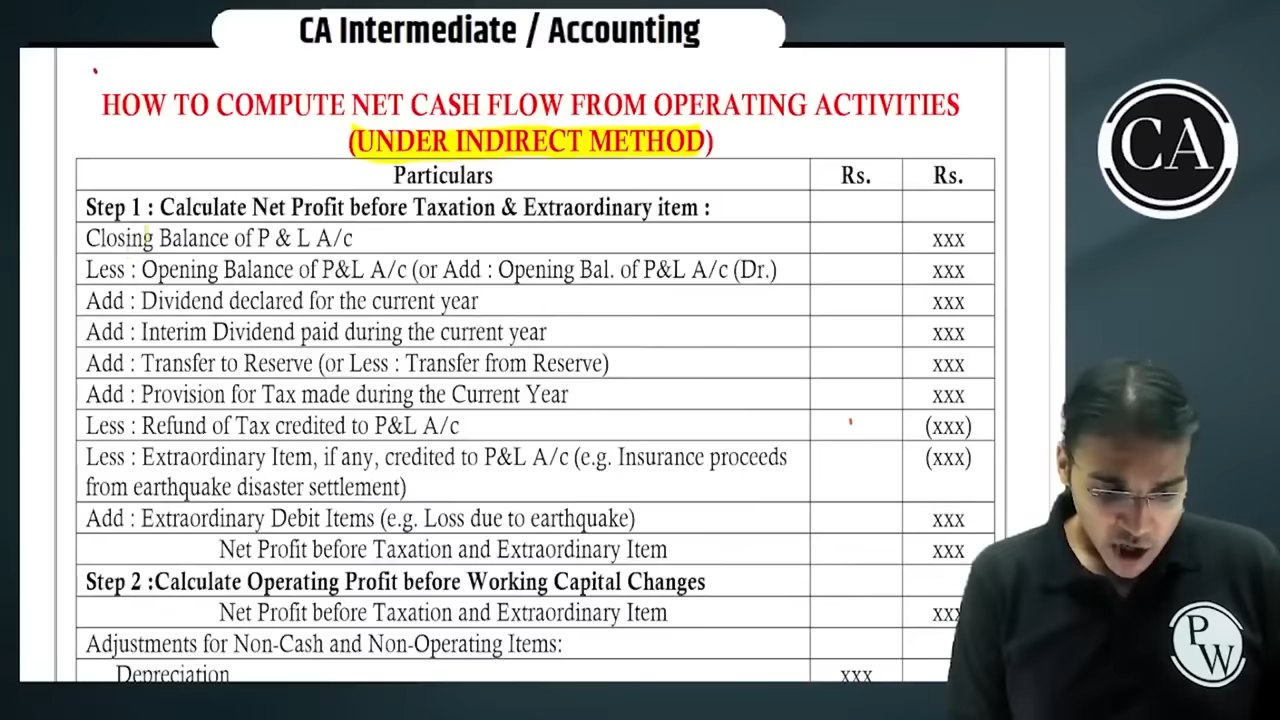 CA Intermediate / Accounting
HOW TO COMPUTE NET CASH FLOW FROM OPERATING ACTIVITIES
(UNDER INDIRECT METHOD)
Particulars Rs. Rs.
Step 1 : Calculate Net Profit before Taxation & Extraordinary item :
Closing Balance of P & L A/c xxx
Less : Opening Balance of P&L A/c (or Add : Opening Bal. of P&L A/c (Dr.) xxx
Add : Dividend declared for the current year xxx
Add : Interim Dividend paid during the current year xxx
Add : Transfer to Reserve (or Less : Transfer from Reserve) xxx
Add : Provision for Tax made during the Current Year xxx
Less : Refund of Tax credited to P&L A/c (xxx)
Less : Extraordinary Item, if any, credited to P&L A/c (e.g. Insurance proceeds (xxx)
from earthquake disaster settlement)
Add : Extraordinary Debit Items (e.g. Loss due to earthquake) xxx
Net Profit before Taxation and Extraordinary Item xxx
Step 2 :Calculate Operating Profit before Working Capital Changes
Net Profit before Taxation and Extraordinary Item xxx
Adjustments for Non-Cash and Non-Operating Items:
Depreciation xxx
CA
P
W